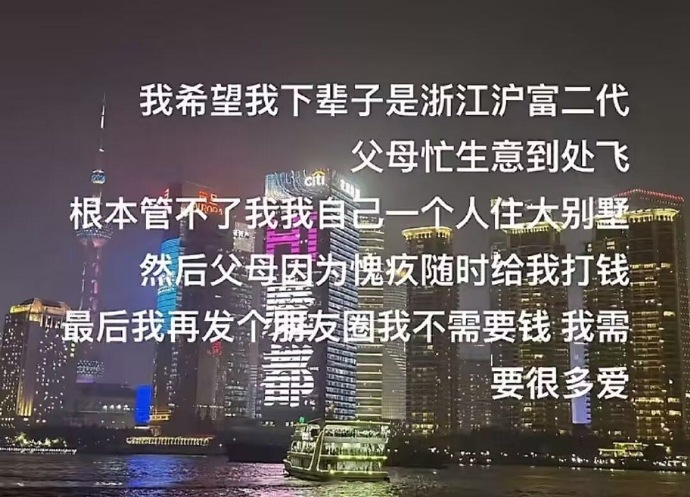 我希望我下辈子是浙江沪富二代
父母忙生意到处飞
根本管不了我我自己一个人住大别墅
然后父母因为愧疚随时给我打钱
最后我再发个朋友圈我不需要钱 我需
要很多爱
citi